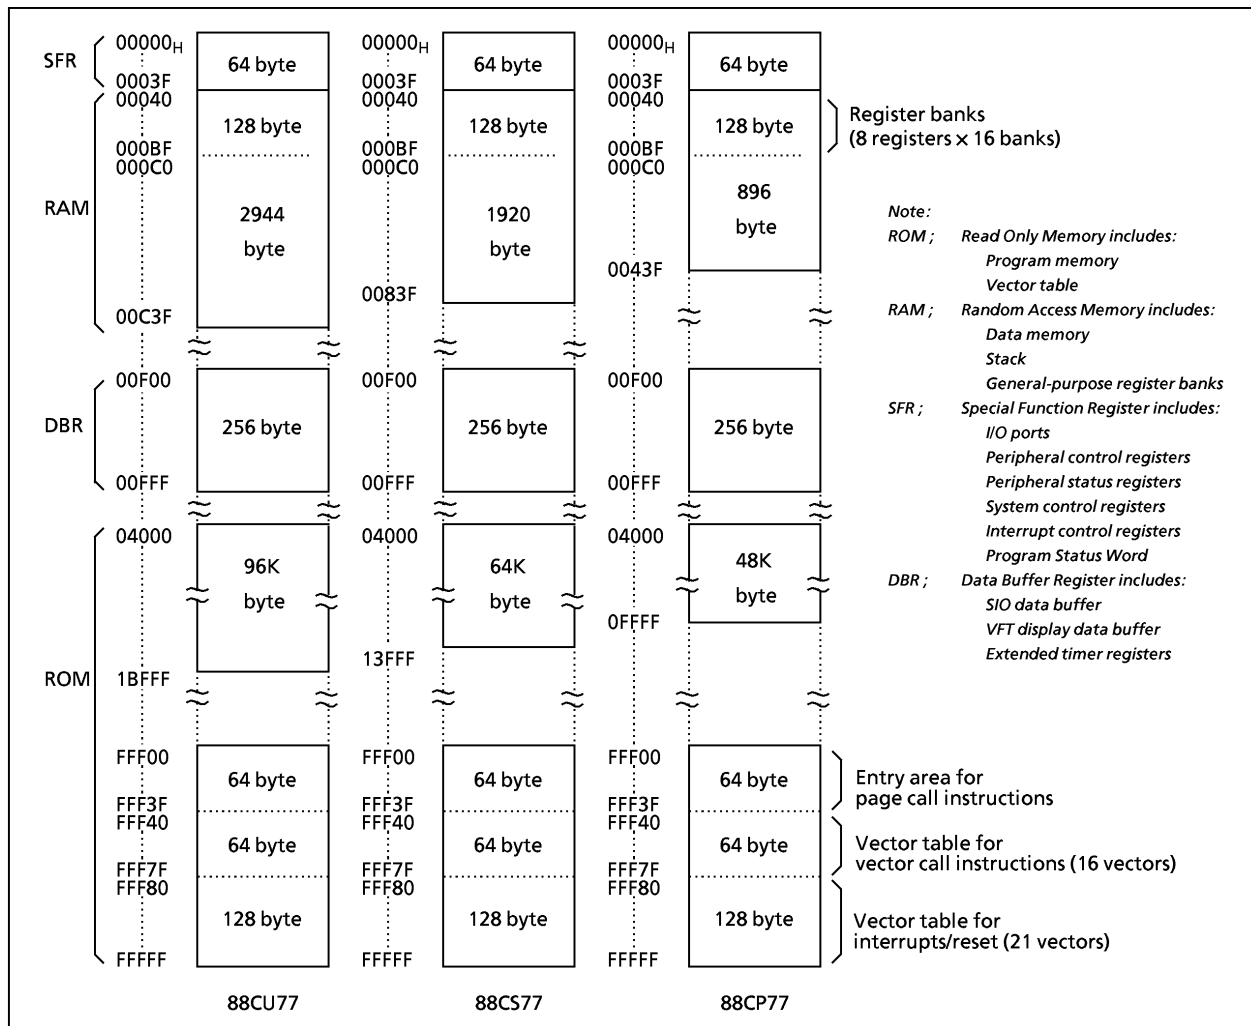 SFR
RAM
DBR
ROM
00000H
0003F
00040
000BF
000C0
00C3F
00F00
00FFF
04000
1BFFF
FFF00
FFF3F
FFF40
FFF7F
FFF80
FFFFF
64 byte
128 byte
2944
byte
256 byte
96K
byte
64 byte
64 byte
128 byte
88CU77
00000H
0003F
00040
000BF
000C0
0083F
00F00
00FFF
04000
13FFF
FFF00
FFF3F
FFF40
FFF7F
FFF80
FFFFF
64 byte
128 byte
1920
byte
256 byte
64K
byte
64 byte
64 byte
128 byte
88CS77
00000H
0003F
00040
000BF
000C0
0043F
00F00
00FFF
04000
0FFFF
FFF00
FFF3F
FFF40
FFF7F
FFF80
FFFFF
64 byte
128 byte
896
byte
256 byte
48K
byte
64 byte
64 byte
128 byte
88CP77
Register banks
(8 registers × 16 banks)
Note:
ROM ; Read Only Memory includes:
Program memory
Vector table
RAM ; Random Access Memory includes:
Data memory
Stack
General-purpose register banks
SFR ; Special Function Register includes:
I/O ports
Peripheral control registers
Peripheral status registers
System control registers
Interrupt control registers
Program Status Word
DBR ; Data Buffer Register includes:
SIO data buffer
VFT display data buffer
Extended timer registers
Entry area for
page call instructions
Vector table for
vector call instructions (16 vectors)
Vector table for
interrupts/reset (21 vectors)